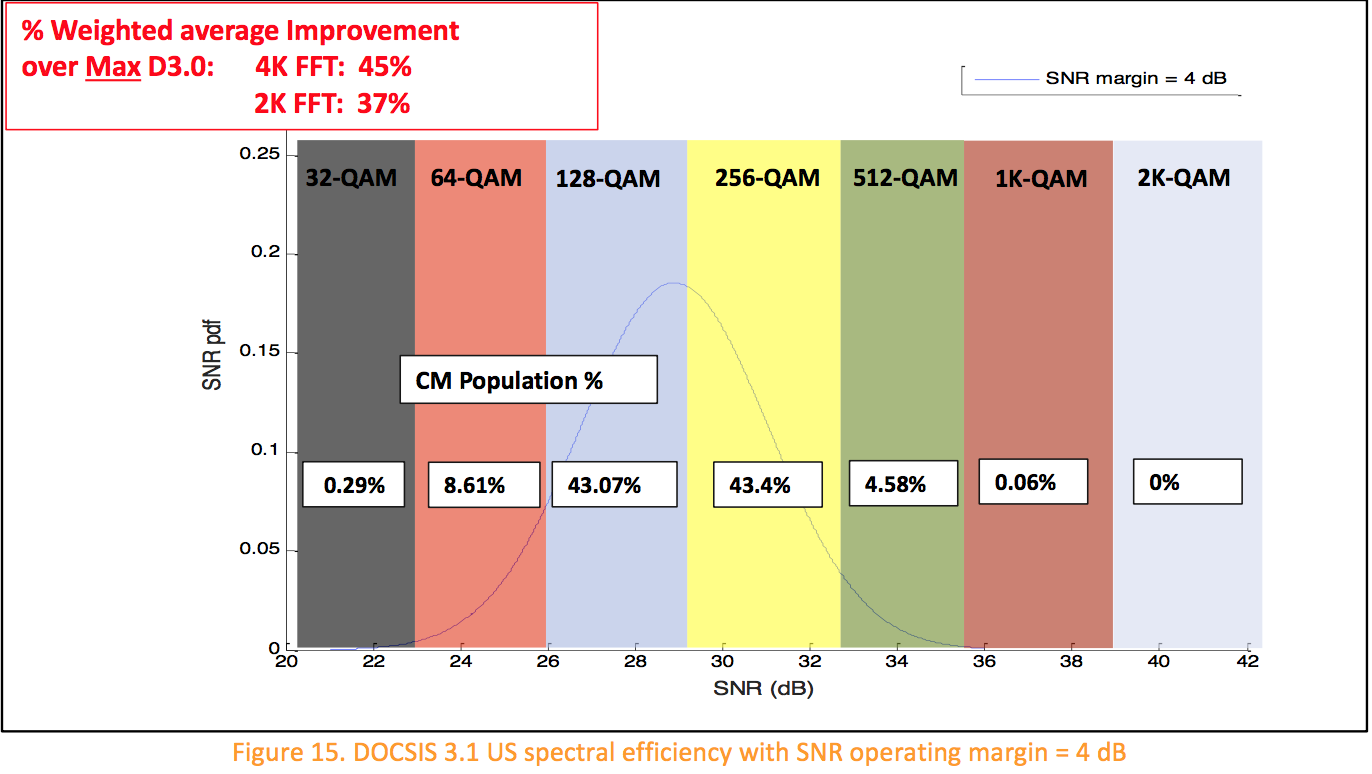 % Weighted average Improvement
over Max D3.0: 4K FFT: 45%
2K FFT: 37%
SNR margin = 4 dB
0.25
0.2
0.15
0.1
0.05
0
SNR pdf
32-QAM 64-QAM 128-QAM 256-QAM 512-QAM 1K-QAM 2K-QAM
CM Population %
0.29% 8.61% 43.07% 43.4% 4.58% 0.06% 0%
20 22 24 26 28 30 32 34 36 38 40 42
SNR (dB)
Figure 15. DOCSIS 3.1 US spectral efficiency with SNR operating margin = 4 dB